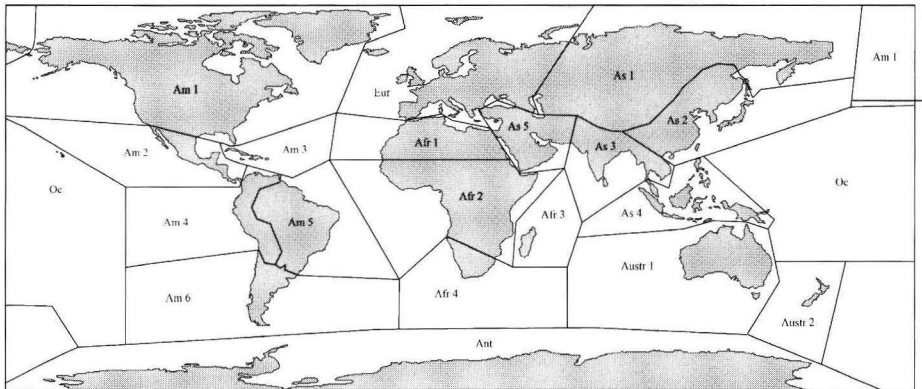 Am 1
Eur
As 1
Am 1
As 2
As 5
Afr 1
As 3
Am 2
Am 3
Oc
Afr 2
Oc
Afr 3
As 4
Am 4
Am 5
Austr 1
Am 6
Afr 4
Austr 2
Ant